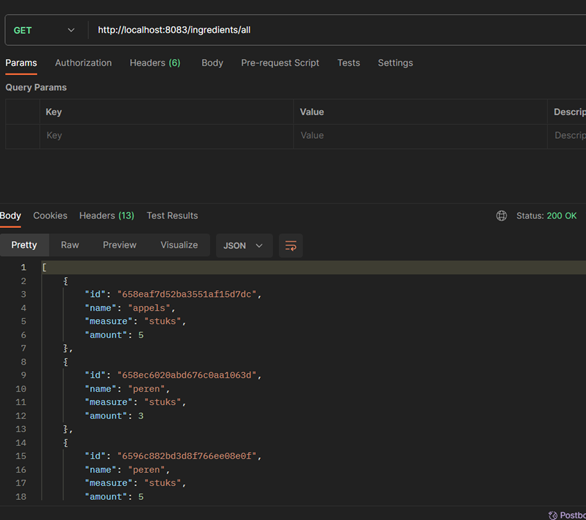 GET http://localhost:8083/ingredients/all
Params Authorization Headers (6) Body Pre-request Script Tests Settings
Query Params
Key Value Descrip
Key Value Descrip
Body Cookies Headers (13) Test Results Status: 200 OK
Pretty Raw Preview Visualize JSON
1 [
2 {
3 "id": "658eaf7d52ba3551af15d7dc",
4 "name": "appels",
5 "measure": "stuks",
6 "amount": 5
7 },
8 {
9 "id": "658ec6020abd676c0aa1063d",
10 "name": "peren",
11 "measure": "stuks",
12 "amount": 3
13 },
14 {
15 "id": "6596c882bd3d8f766ee08e0f",
16 "name": "peren",
17 "measure": "stuks",
18 "amount": 5
Postbo